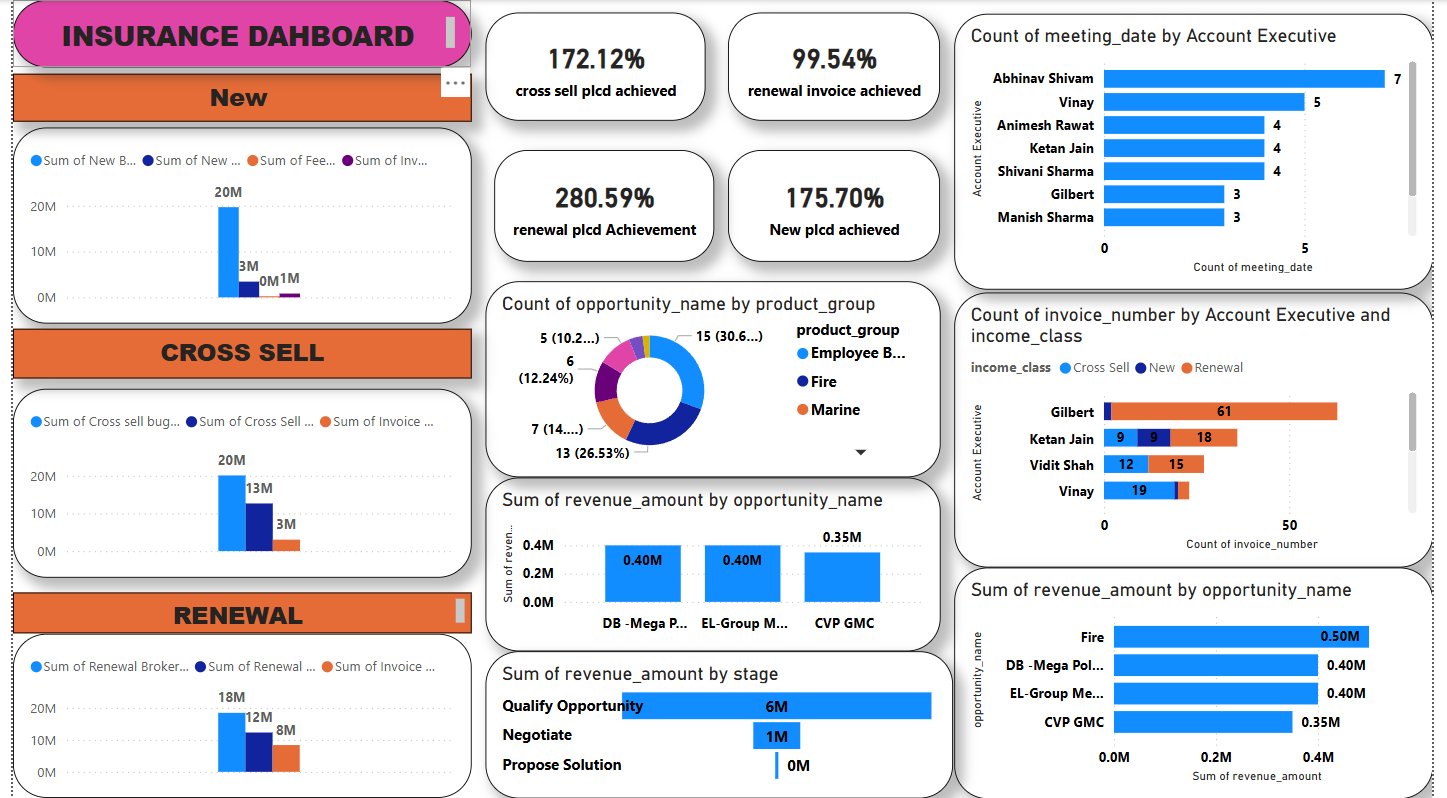 INSURANCE DAHBOARD
New
Sum of New B... Sum of New ... Sum of Fee... Sum of Inv...
20M
20M
10M
0M
3M
0M
1M
CROSS SELL
Sum of Cross sell bug... Sum of Cross Sell ... Sum of Invoice ...
20M
20M
13M
10M
3M
0M
RENEWAL
Sum of Renewal Broker... Sum of Renewal ... Sum of Invoice ...
18M
20M
12M
8M
10M
0M
172.12%
cross sell plcd achieved
99.54%
renewal invoice achieved
280.59%
renewal plcd Achievement
175.70%
New plcd achieved
Count of opportunity_name by product_group
5 (10.2...)
15 (30.6...)
6
(12.24%)
7 (14....)
13 (26.53%)
product_group
Employee B...
Fire
Marine
Sum of revenue_amount by opportunity_name
Sum of reven...
0.4M
0.2M
0.0M
0.40M
0.40M
0.35M
DB -Mega P... EL-Group M... CVP GMC
Sum of revenue_amount by stage
Qualify Opportunity 6M
Negotiate 1M
Propose Solution 0M
Count of meeting_date by Account Executive
Account Executive
Abhinav Shivam 7
Vinay 5
Animesh Rawat 4
Ketan Jain 4
Shivani Sharma 4
Gilbert 3
Manish Sharma 3
0 5
Count of meeting_date
Count of invoice_number by Account Executive and
income_class
income_class Cross Sell New Renewal
Account Executive
Gilbert 61
Ketan Jain 9 9 18
Vidit Shah 12 15
Vinay 19
0 50
Count of invoice_number
Sum of revenue_amount by opportunity_name
opportunity_name
Fire 0.50M
DB -Mega Pol... 0.40M
EL-Group Me... 0.40M
CVP GMC 0.35M
0.0M 0.2M 0.4M
Sum of revenue_amount